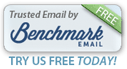 Trusted Email by
FREE
Benchmark
EMAIL
TRY US FREE TODAY!